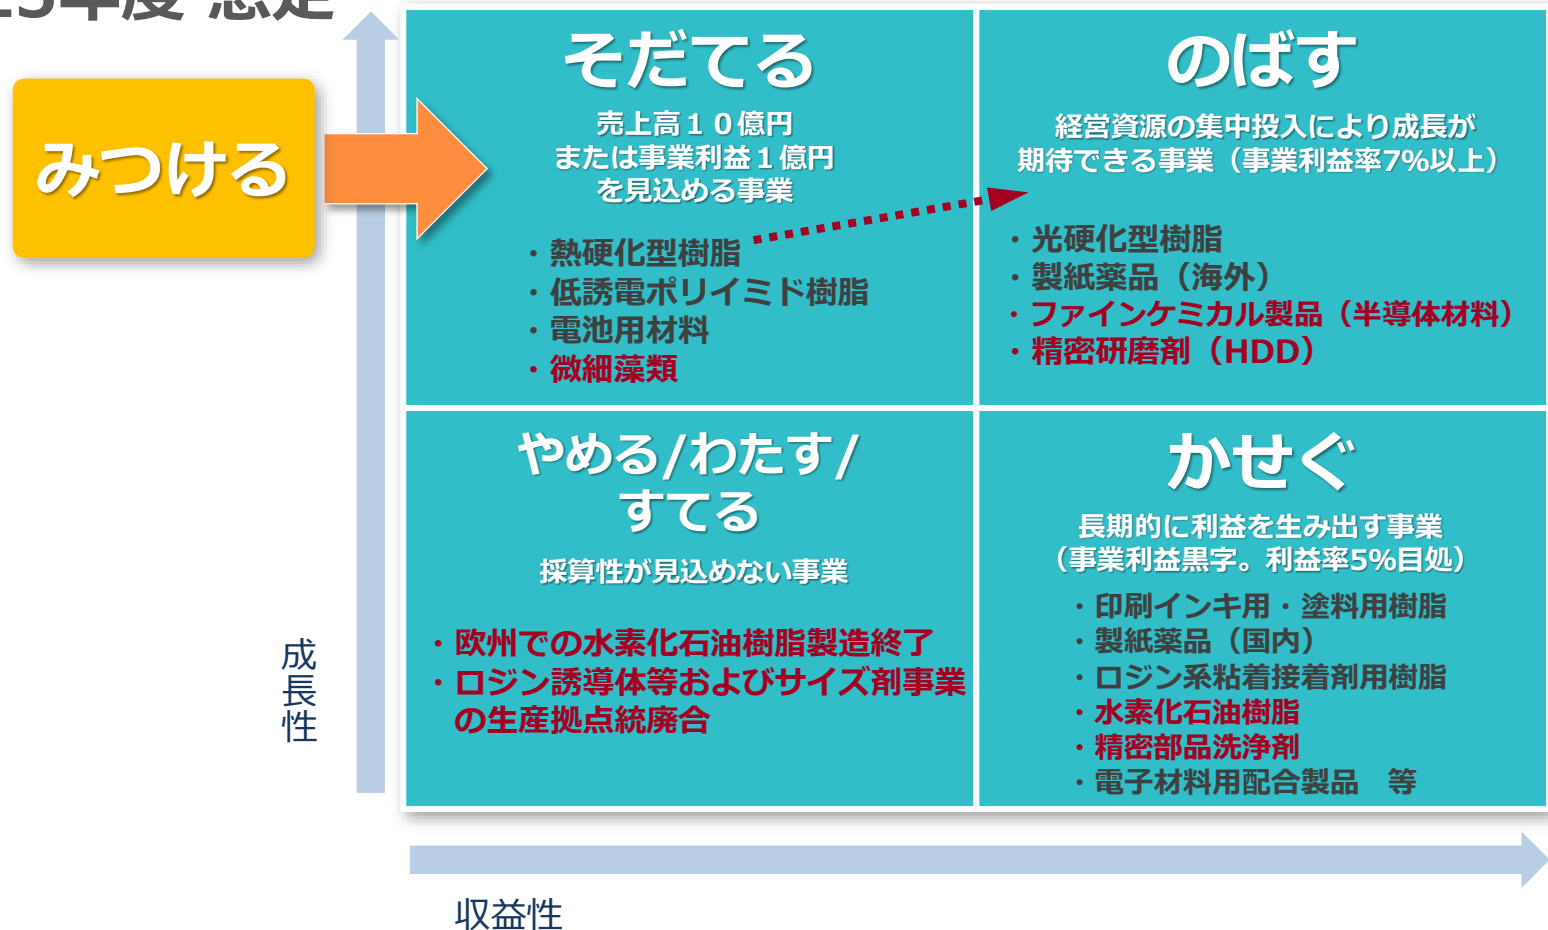 年度 想定
みつける
そだてる
売上高１０億円
または事業利益１億円
を見込める事業
・熱硬化型樹脂
・低誘電ポリイミド樹脂
・電池用材料
・微細藻類
のばす
経営資源の集中投入により成長が
期待できる事業（事業利益率7%以上）
・光硬化型樹脂
・製紙薬品（海外）
・ファインケミカル製品（半導体材料）
・精密研磨剤（HDD）
やめる/わたす/
すてる
採算性が見込めない事業
・欧州での水素化石油樹脂製造終了
・ロジン誘導体等およびサイズ剤事業
の生産拠点統廃合
かせぐ
長期的に利益を生み出す事業
（事業利益黒字。利益率5%目処）
・印刷インキ用・塗料用樹脂
・製紙薬品（国内）
・ロジン系粘着接着剤用樹脂
・水素化石油樹脂
・精密部品洗浄剤
・電子材料用配合製品　等
成長性
収益性